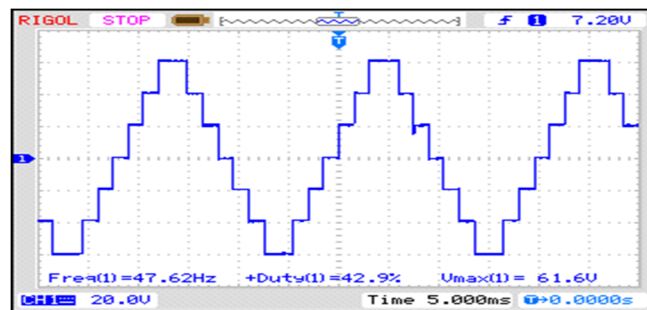 RIGOL STOP T f 1 7.20V
T
1
Freq(1)=47.62Hz +Duty(1)=42.9% Vmax(1)= 61.6V
CH1 20.0V Time 5.000ms T→0.0000s